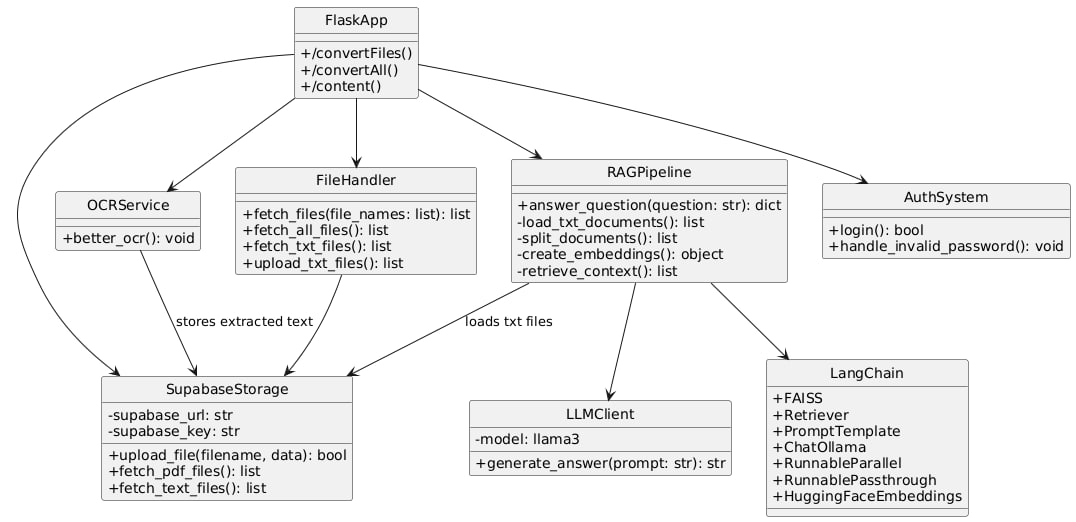 FlaskApp
+/convertFiles()
+/convertAll()
+/content()
OCRService
+better_ocr(): void
FileHandler
+fetch_files(file_names: list): list
+fetch_all_files(): list
+fetch_txt_files(): list
+upload_txt_files(): list
RAGPipeline
+answer_question(question: str): dict
-load_txt_documents(): list
-split_documents(): list
-create_embeddings(): object
-retrieve_context(): list
AuthSystem
+login(): bool
+handle_invalid_password(): void
stores extracted text
loads txt files
SupabaseStorage
-supabase_url: str
-supabase_key: str
+upload_file(filename, data): bool
+fetch_pdf_files(): list
+fetch_text_files(): list
LLMClient
-model: llama3
+generate_answer(prompt: str): str
LangChain
+FAISS
+Retriever
+PromptTemplate
+ChatOllama
+RunnableParallel
+RunnablePassthrough
+HuggingFaceEmbeddings